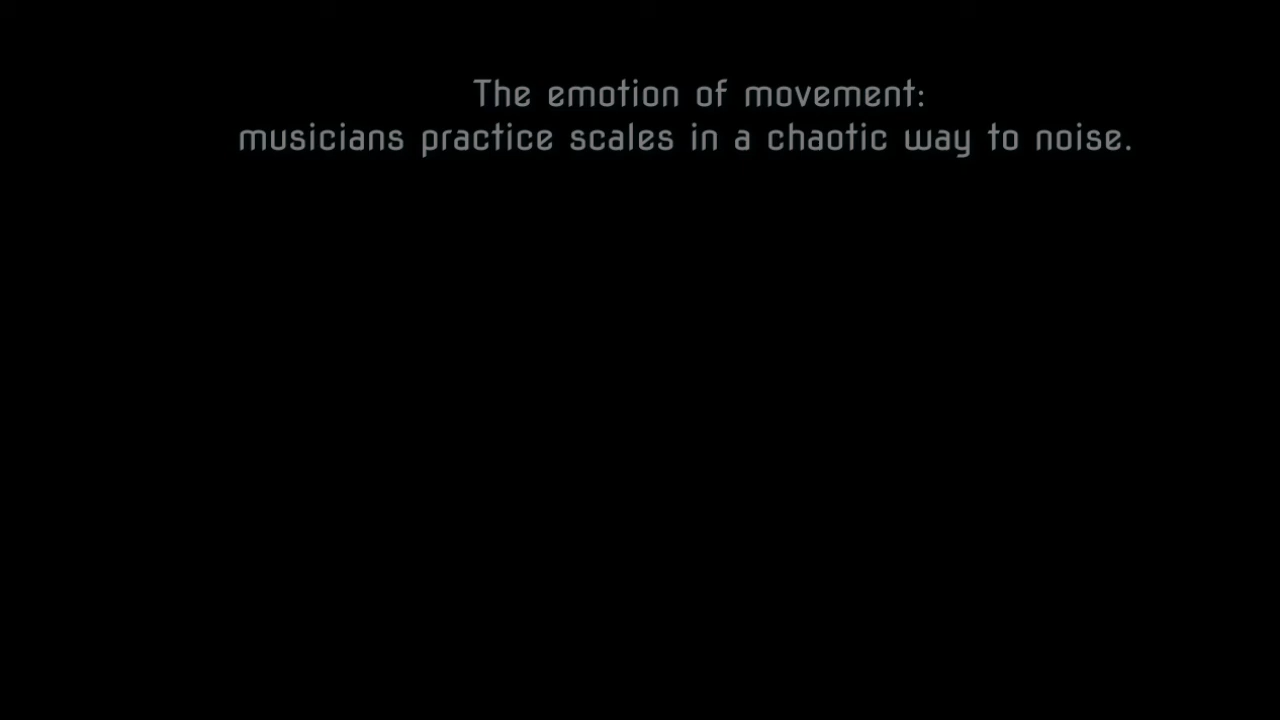 The emotion of movement:
musicians practice scales in a chaotic way to noise.